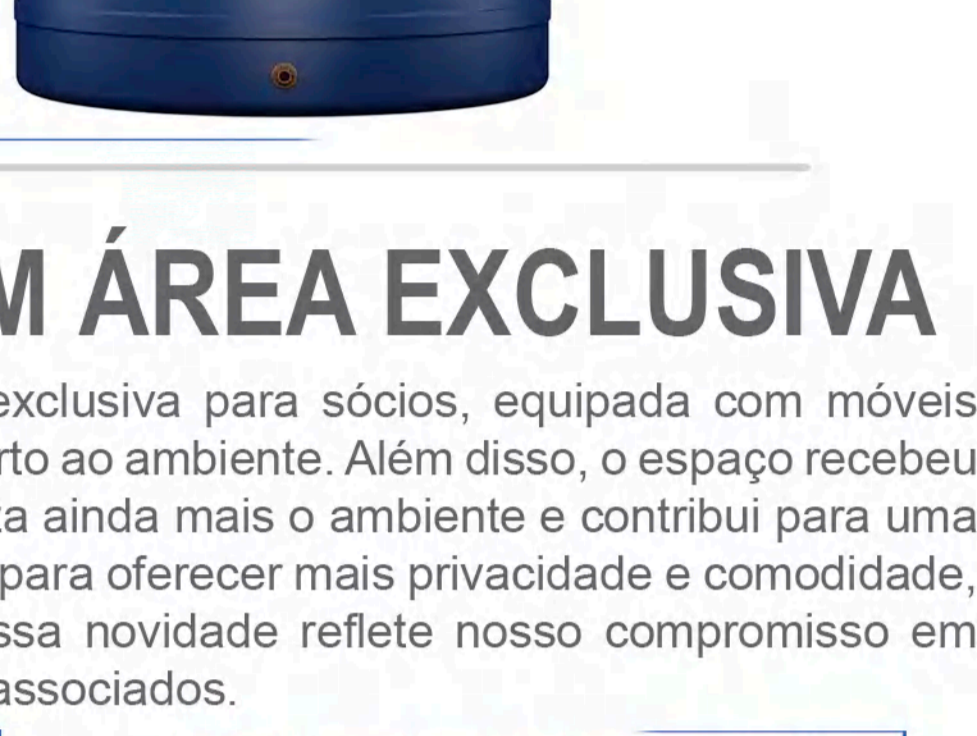 M ÁREA EXCLUSIVA
exclusiva para sócios, equipada com móveis
rto ao ambiente. Além disso, o espaço recebeu
za ainda mais o ambiente e contribui para uma
para oferecer mais privacidade e comodidade,
ssa novidade reflete nosso compromisso em
associados.